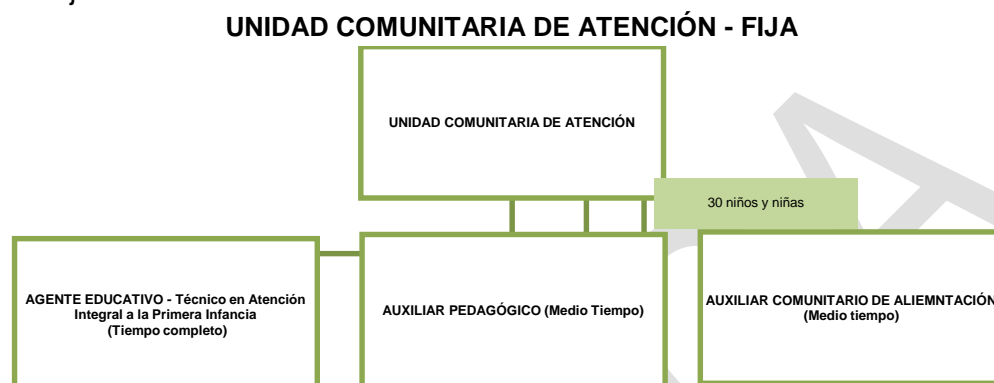 UNIDAD COMUNITARIA DE ATENCIÓN - FIJA
UNIDAD COMUNITARIA DE ATENCIÓN
30 niños y niñas
AGENTE EDUCATIVO - Técnico en Atención
Integral a la Primera Infancia
(Tiempo completo)
AUXILIAR PEDAGÓGICO (Medio Tiempo)
AUXILIAR COMUNITARIO DE ALIEMNTACIÓN
(Medio tiempo)